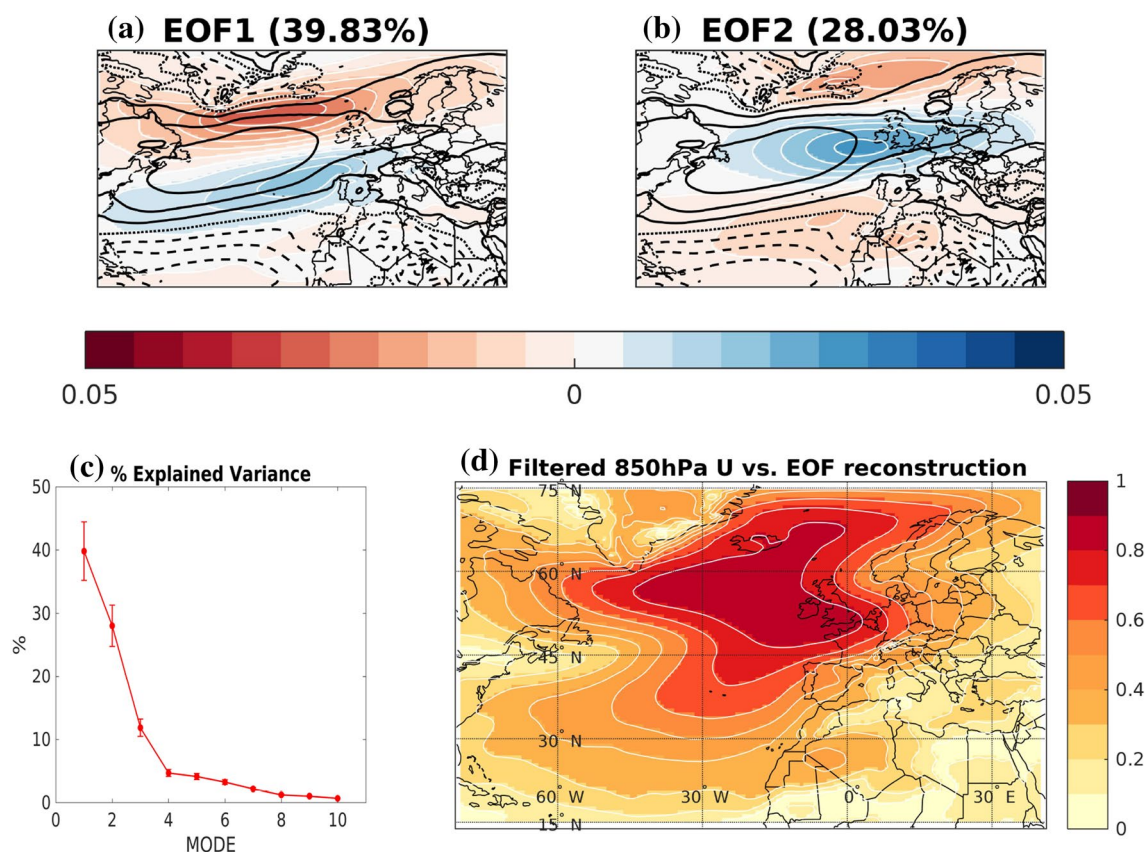 (a) EOF1 (39.83%)
(b) EOF2 (28.03%)
0.05 0 0.05
(c) % Explained Variance
50
40
30
20
10
0
%
0 2 4 6 8 10
MODE
(d) Filtered 850hPa U vs. EOF reconstruction
75° N
60° N
45° N
30° N
15° N
60° W
30° W
0°
30° E
1
0.8
0.6
0.4
0.2
0